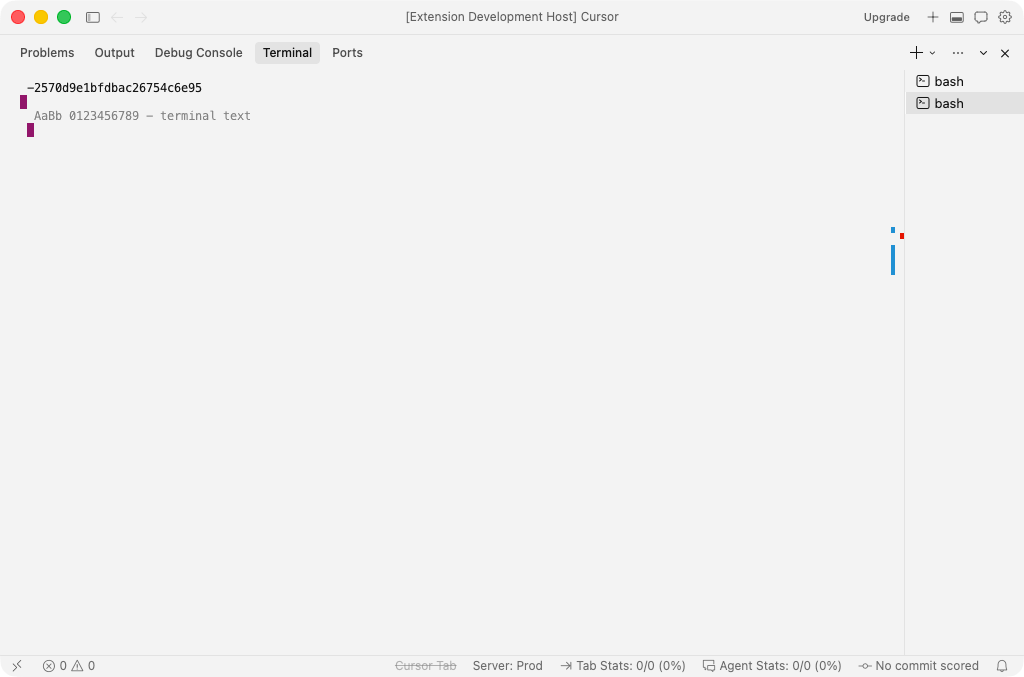 [Extension Development Host] Cursor
Upgrade
Problems Output Debug Console Terminal Ports
−2570d9e1bfdbac26754c6e95
AaBb 0123456789 − terminal text
bash
bash
0 0
Cursor Tab Server: Prod Tab Stats: 0/0 (0%) Agent Stats: 0/0 (0%) No commit scored